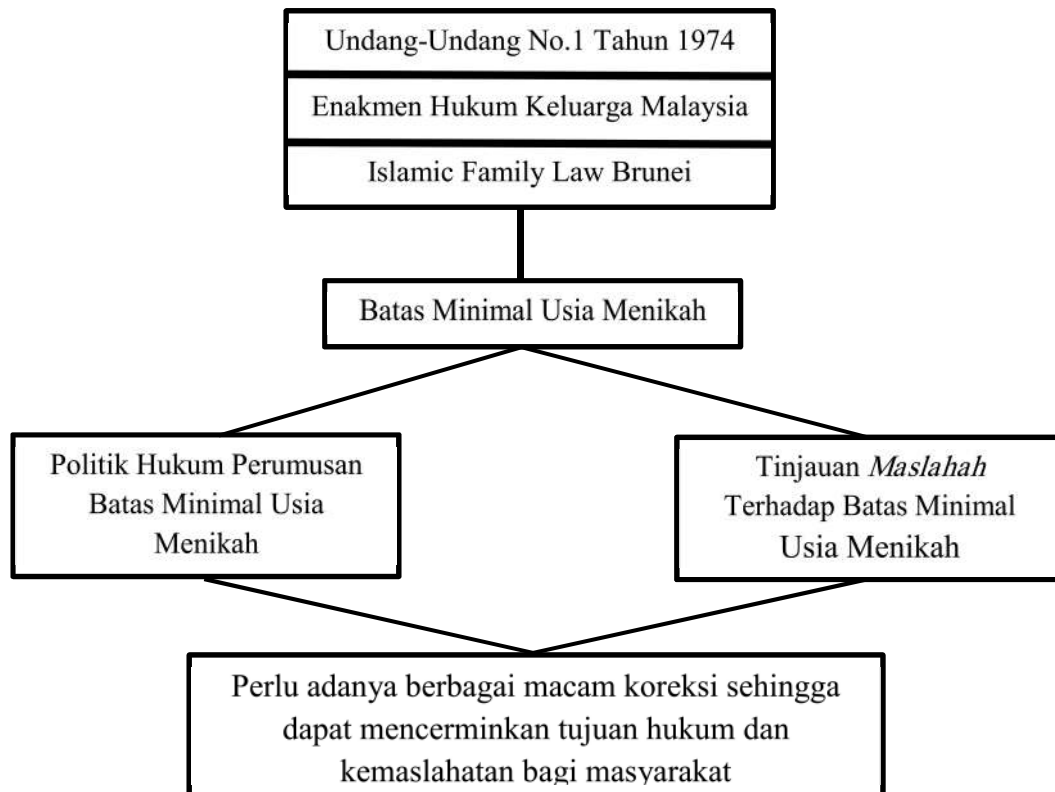 Undang-Undang No.1 Tahun 1974
Enakmen Hukum Keluarga Malaysia
Islamic Family Law Brunei
Batas Minimal Usia Menikah
Politik Hukum Perumusan
Batas Minimal Usia
Menikah
Tinjauan Maslahah
Terhadap Batas Minimal
Usia Menikah
Perlu adanya berbagai macam koreksi sehingga
dapat mencerminkan tujuan hukum dan
kemaslahatan bagi masyarakat